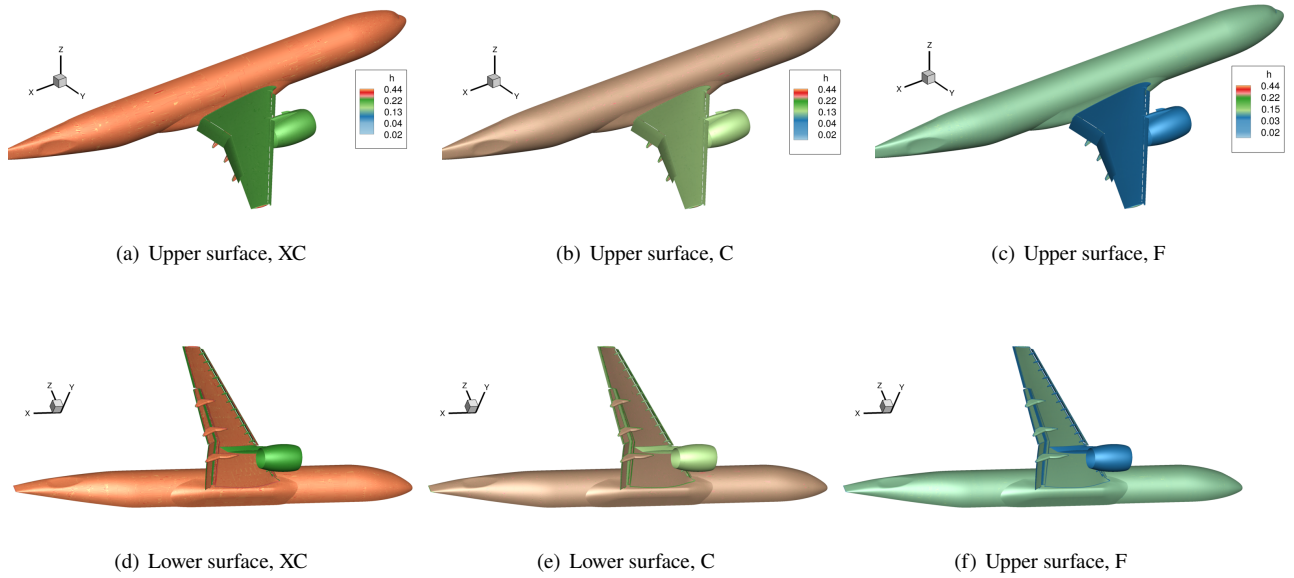 Z
X
Y
h
0.44
0.22
0.13
0.04
0.02
Z
X
Y
h
0.44
0.22
0.13
0.04
0.02
Z
X
Y
h
0.44
0.22
0.15
0.03
0.02
(a) Upper surface, XC
(b) Upper surface, C
(c) Upper surface, F
Z
Y
X
Z
Y
X
Z
Y
X
(d) Lower surface, XC
(e) Lower surface, C
(f) Upper surface, F